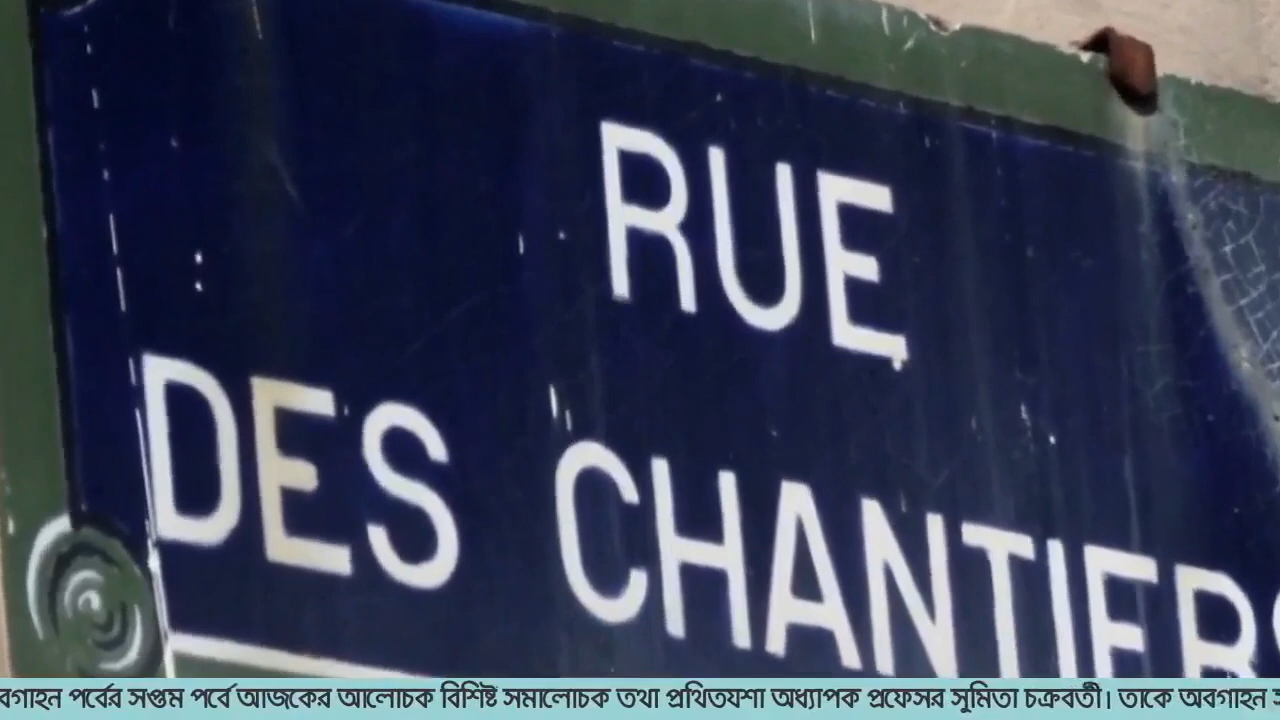 RUE
DES CHANTIERS
অবগাহন পর্বের সপ্তম পর্বে আজকের আলোচক বিশিষ্ট সমালোচক তথা প্রথিতযশা অধ্যাপক প্রফেসর সুমিতা চক্রবর্তী। তাকে অবগাহন